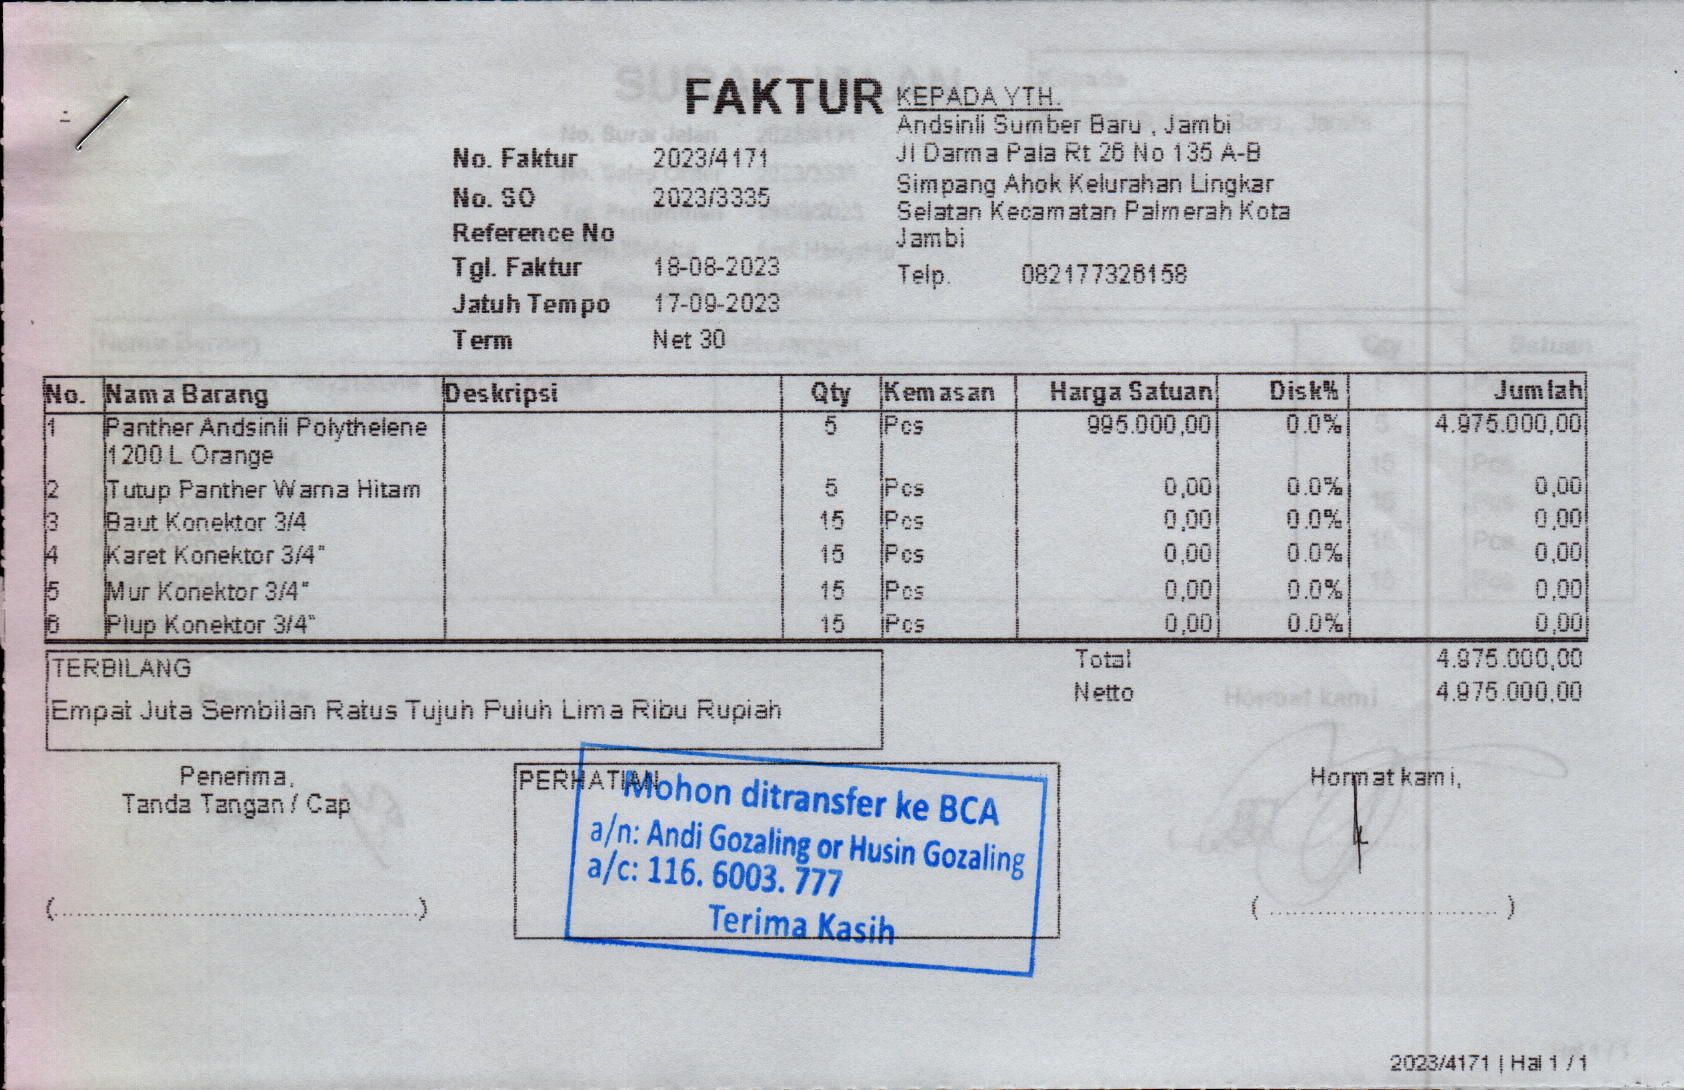 FAKTUR
No. Faktur 2023/4171
No. SO 2023/3335
Reference No
Tgl. Faktur 18-08-2023
Jatuh Tempo 17-09-2023
Term Net 30
KEPADA YTH.
Andsinli Sumber Baru , Jambi
Jl Darma Pala Rt 26 No 135 A-B
Simpang Ahok Kelurahan Lingkar
Selatan Kecamatan Palmerah Kota
Jambi
Telp. 082177326158
No. Nama Barang Deskripsi Qty Kemasan Harga Satuan Disk% Jumlah
1 Panther Andsinli Polythelene 5 Pcs 995.000,00 0.0% 4.975.000,00
1200 L Orange
2 Tutup Panther Warna Hitam 5 Pcs 0,00 0.0% 0,00
3 Baut Konektor 3/4 15 Pcs 0,00 0.0% 0,00
4 Karet Konektor 3/4" 15 Pcs 0,00 0.0% 0,00
5 Mur Konektor 3/4" 15 Pcs 0,00 0.0% 0,00
6 Plup Konektor 3/4" 15 Pcs 0,00 0.0% 0,00
TERBILANG
Empat Juta Sembilan Ratus Tujuh Puluh Lima Ribu Rupiah
Total 4.975.000,00
Netto 4.975.000,00
Penerima,
Tanda Tangan / Cap
(..........................................)
PERHATIAN
Mohon ditransfer ke BCA
a/n: Andi Gozaling or Husin Gozaling
a/c: 116. 6003. 777
Terima Kasih
Hormat kami,
( .................................. )
2023/4171 | Hal 1 / 1